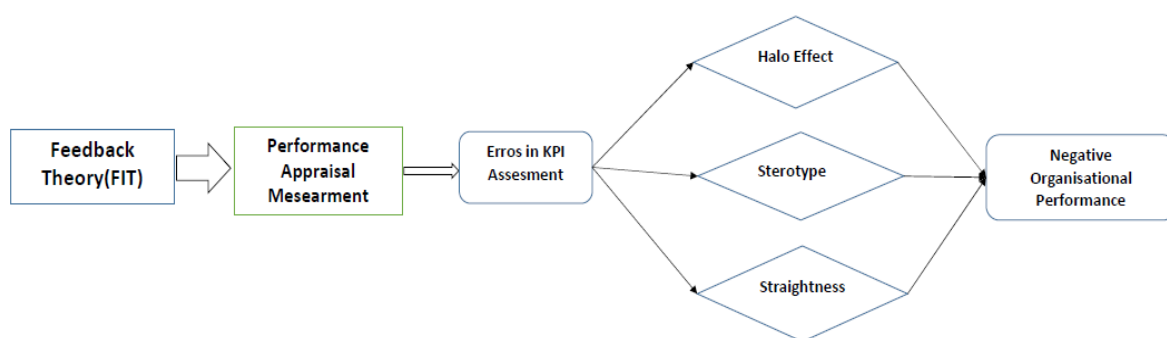 Feedback
Theory(FIT)
Performance
Appraisal
Mesearment
Erros in KPI
Assesment
Halo Effect
Sterotype
Straightness
Negative
Organisational
Performance